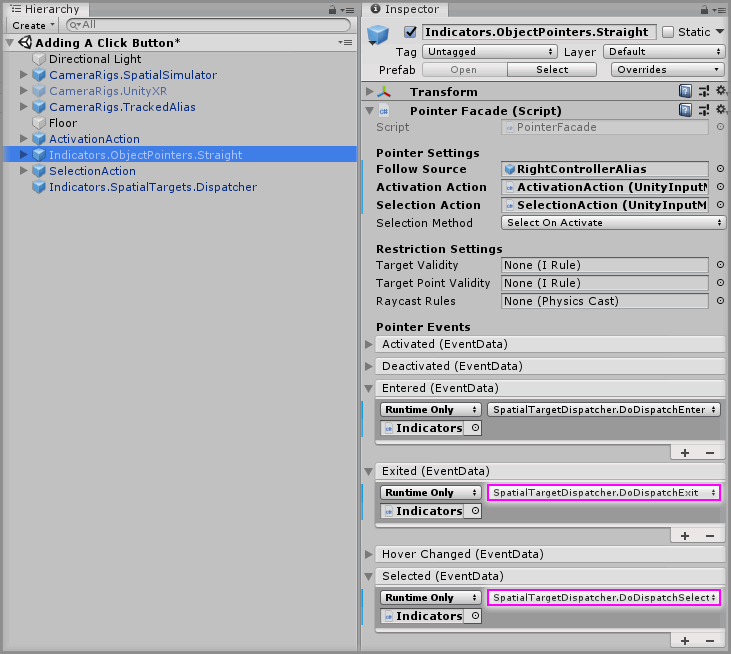 Hierarchy
Create
All
Adding A Click Button*
Directional Light
CameraRigs.SpatialSimulator
CameraRigs.UnityXR
CameraRigs.TrackedAlias
Floor
ActivationAction
Indicators.ObjectPointers.Straight
SelectionAction
Indicators.SpatialTargets.Dispatcher
Inspector
Indicators.ObjectPointers.Straight Static
Tag Untagged Layer Default
Prefab Open Select Overrides
Transform
Pointer Facade (Script)
Script PointerFacade
Pointer Settings
Follow Source RightControllerAlias
Activation Action ActivationAction (UnityInputM
Selection Action SelectionAction (UnityInputM
Selection Method Select On Activate
Restriction Settings
Target Validity None (I Rule)
Target Point Validity None (I Rule)
Raycast Rules None (Physics Cast)
Pointer Events
Activated (EventData)
Deactivated (EventData)
Entered (EventData)
Runtime Only SpatialTargetDispatcher.DoDispatchEnter
Indicators
+ −
Exited (EventData)
Runtime Only SpatialTargetDispatcher.DoDispatchExit
Indicators
+ −
Hover Changed (EventData)
Selected (EventData)
Runtime Only SpatialTargetDispatcher.DoDispatchSelect
Indicators
+ −